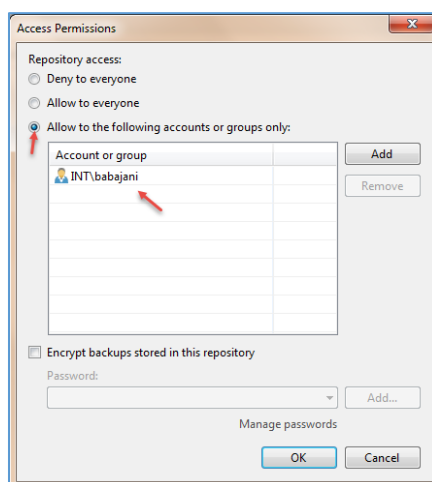 Access Permissions
Repository access:
Deny to everyone
Allow to everyone
Allow to the following accounts or groups only:
Account or group
Add
INT\babajani
Remove
Encrypt backups stored in this repository
Password:
Add...
Manage passwords
OK Cancel